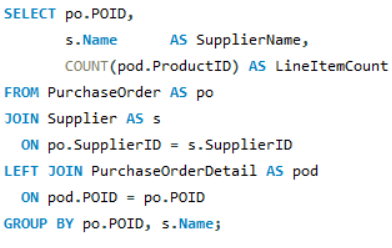 SELECT po.POID,
       s.Name      AS SupplierName,
       COUNT(pod.ProductID) AS LineItemCount
FROM PurchaseOrder AS po
JOIN Supplier AS s
  ON po.SupplierID = s.SupplierID
LEFT JOIN PurchaseOrderDetail AS pod
  ON pod.POID = po.POID
GROUP BY po.POID, s.Name;